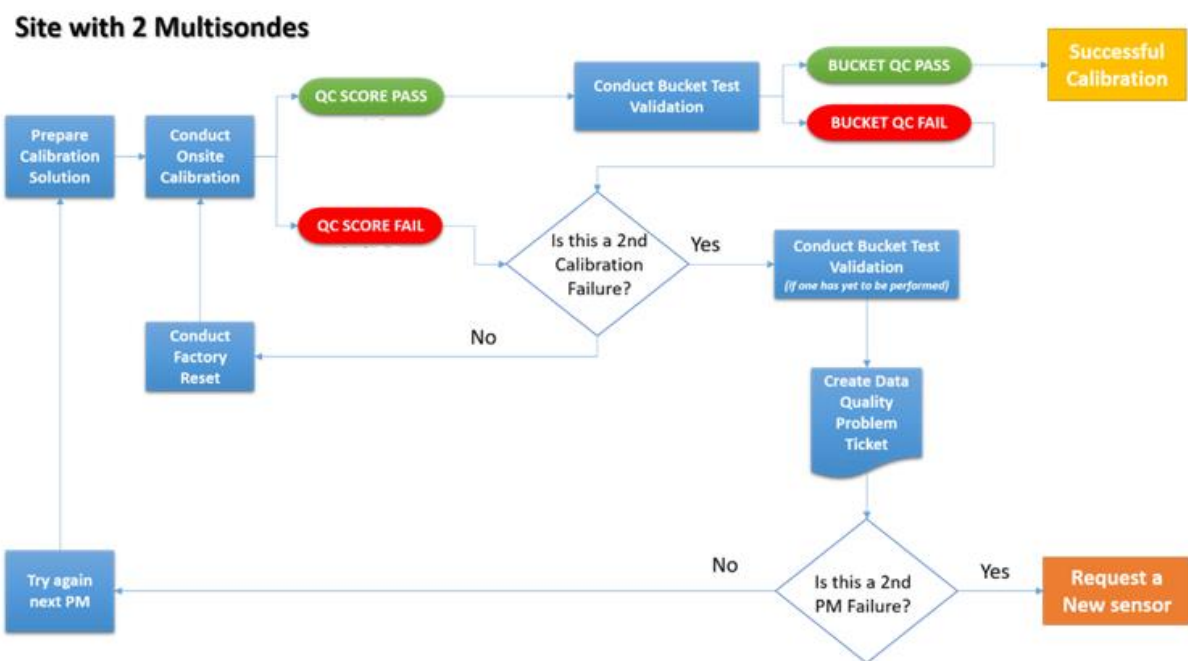 Site with 2 Multisondes
Successful
Calibration
QC SCORE PASS
Conduct Bucket Test
Validation
BUCKET QC PASS
BUCKET QC FAIL
Prepare
Calibration
Solution
Conduct
Onsite
Calibration
QC SCORE FAIL
Is this a 2nd
Calibration
Failure?
Yes
Conduct Bucket Test
Validation
(if one has yet to be performed)
No
Conduct
Factory
Reset
Create Data
Quality
Problem
Ticket
Try again
next PM
No
Is this a 2nd
PM Failure?
Yes
Request a
New sensor